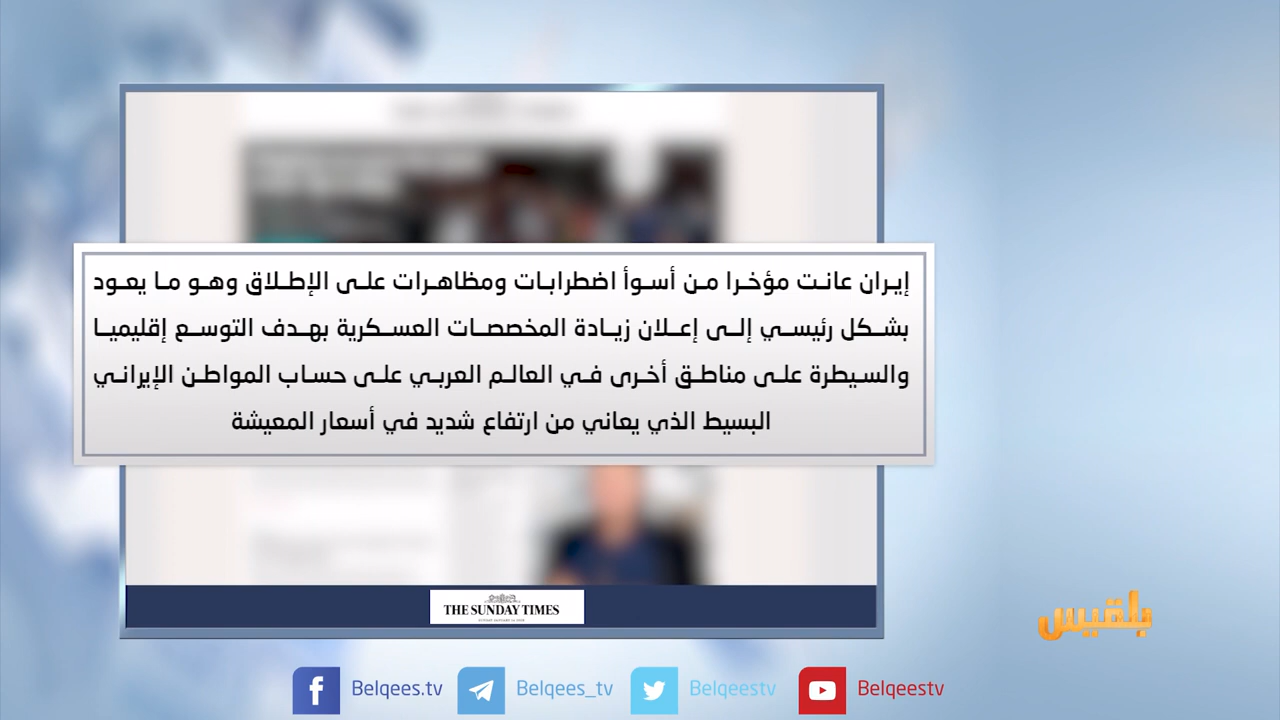 إيران عانت مؤخرا من أسوأ اضطرابات ومظاهرات على الإطلاق وهو ما يعود
بشكل رئيسي إلى إعلان زيادة المخصصات العسكرية بهدف التوسع إقليميا
والسيطرة على مناطق أخرى في العالم العربي على حساب المواطن الإيراني
البسيط الذي يعاني من ارتفاع شديد في أسعار المعيشة
THE SUNDAY TIMES
بلقيس
Belqees.tv Belqees_tv Belqeestv Belqeestv